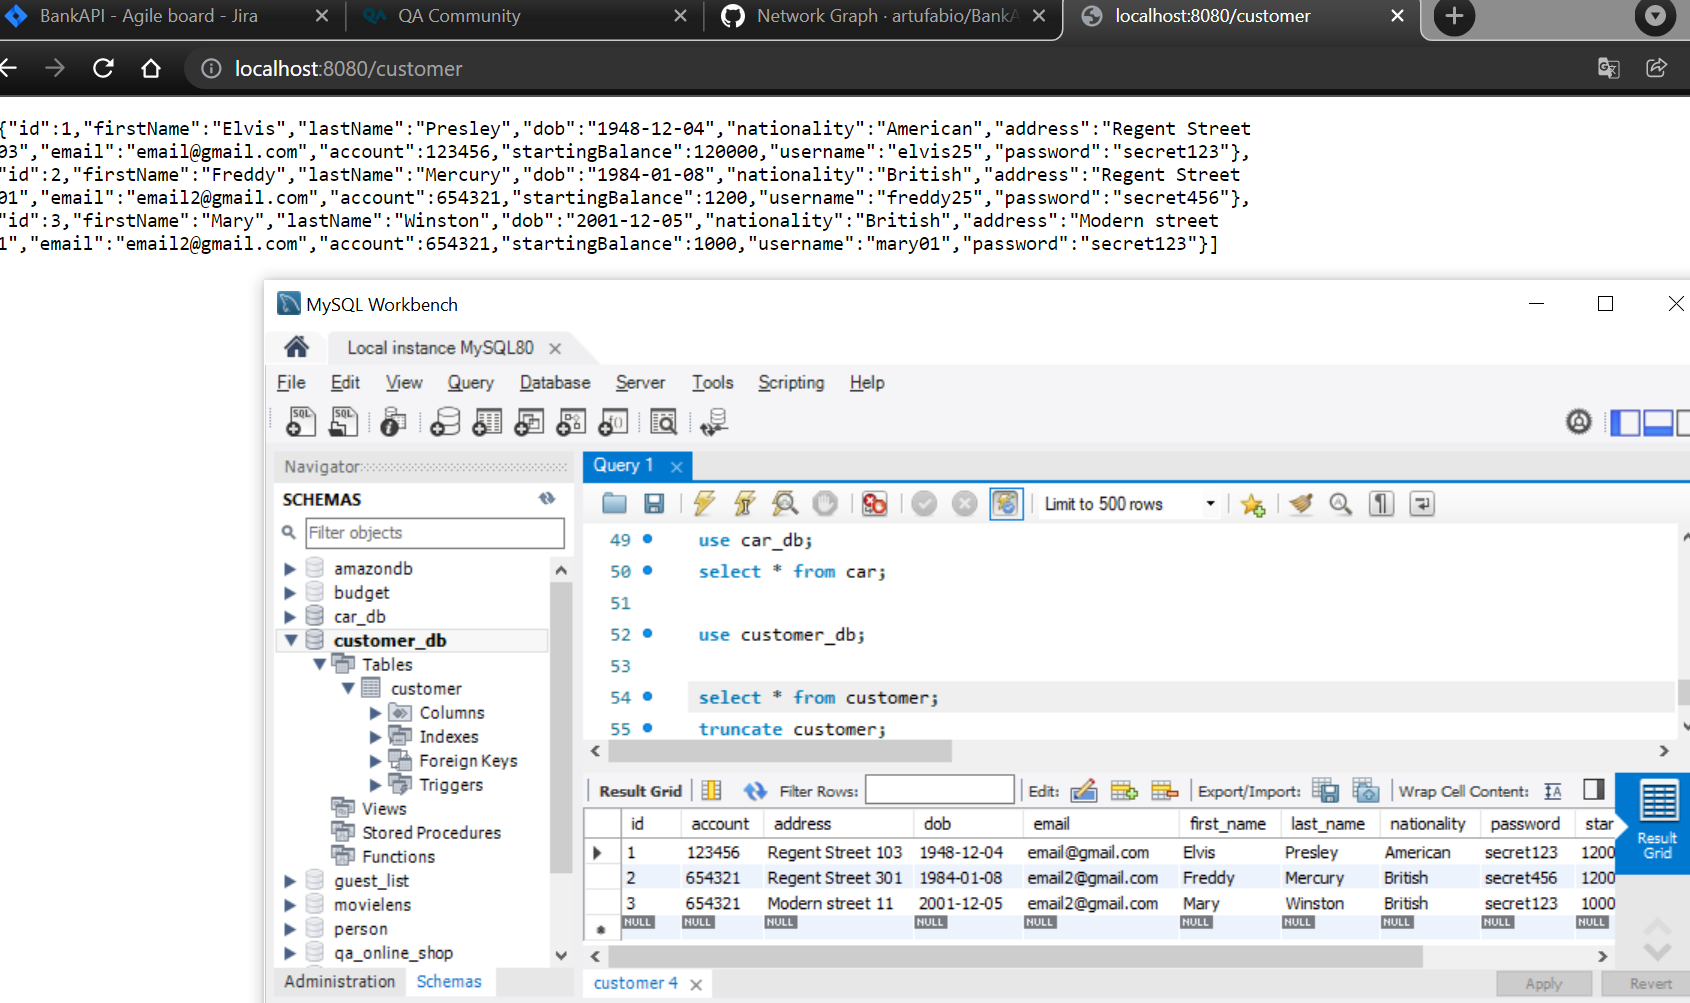 BankAPI - Agile board - Jira
QA Community
Network Graph · artufabio/BankA
localhost:8080/customer
localhost:8080/customer
{"id":1,"firstName":"Elvis","lastName":"Presley","dob":"1948-12-04","nationality":"American","address":"Regent Street
03","email":"email@gmail.com","account":123456,"startingBalance":120000,"username":"elvis25","password":"secret123"},
"id":2,"firstName":"Freddy","lastName":"Mercury","dob":"1984-01-08","nationality":"British","address":"Regent Street
01","email":"email2@gmail.com","account":654321,"startingBalance":1200,"username":"freddy25","password":"secret456"},
"id":3,"firstName":"Mary","lastName":"Winston","dob":"2001-12-05","nationality":"British","address":"Modern street
1","email":"email2@gmail.com","account":654321,"startingBalance":1000,"username":"mary01","password":"secret123"}]
MySQL Workbench
Local instance MySQL80
File Edit View Query Database Server Tools Scripting Help
Navigator
SCHEMAS
Filter objects
amazondb
budget
car_db
customer_db
Tables
customer
Columns
Indexes
Foreign Keys
Triggers
Views
Stored Procedures
Functions
guest_list
movielens
person
qa_online_shop
Administration Schemas
Query 1
Limit to 500 rows
49 use car_db;
50 select * from car;
51
52 use customer_db;
53
54 select * from customer;
55 truncate customer;
Result Grid Filter Rows: Edit: Export/Import: Wrap Cell Content:
id account address dob email first_name last_name nationality password star
1 123456 Regent Street 103 1948-12-04 email@gmail.com Elvis Presley American secret123 1200
2 654321 Regent Street 301 1984-01-08 email2@gmail.com Freddy Mercury British secret456 1200
3 654321 Modern street 11 2001-12-05 email2@gmail.com Mary Winston British secret123 1000
NULL NULL NULL NULL NULL NULL NULL NULL NULL NULL
Result
Grid
customer 4
Apply Revert